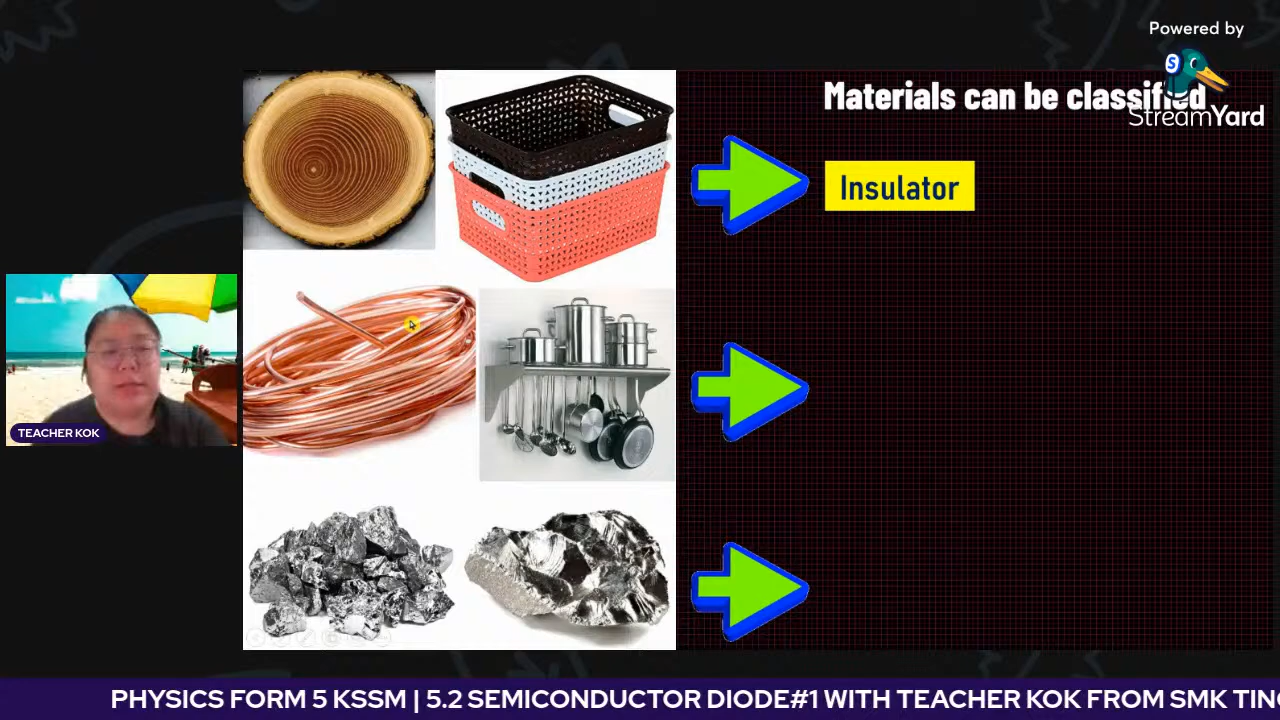 Powered by
StreamYard
Materials can be classified
Insulator
TEACHER KOK
PHYSICS FORM 5 KSSM | 5.2 SEMICONDUCTOR DIODE#1 WITH TEACHER KOK FROM SMK TING